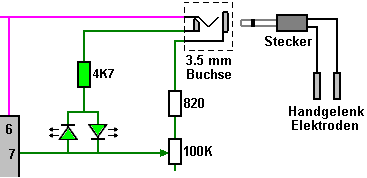 Stecker
3.5 mm
Buchse
4K7
820
Handgelenk
Elektroden
6
7
100K